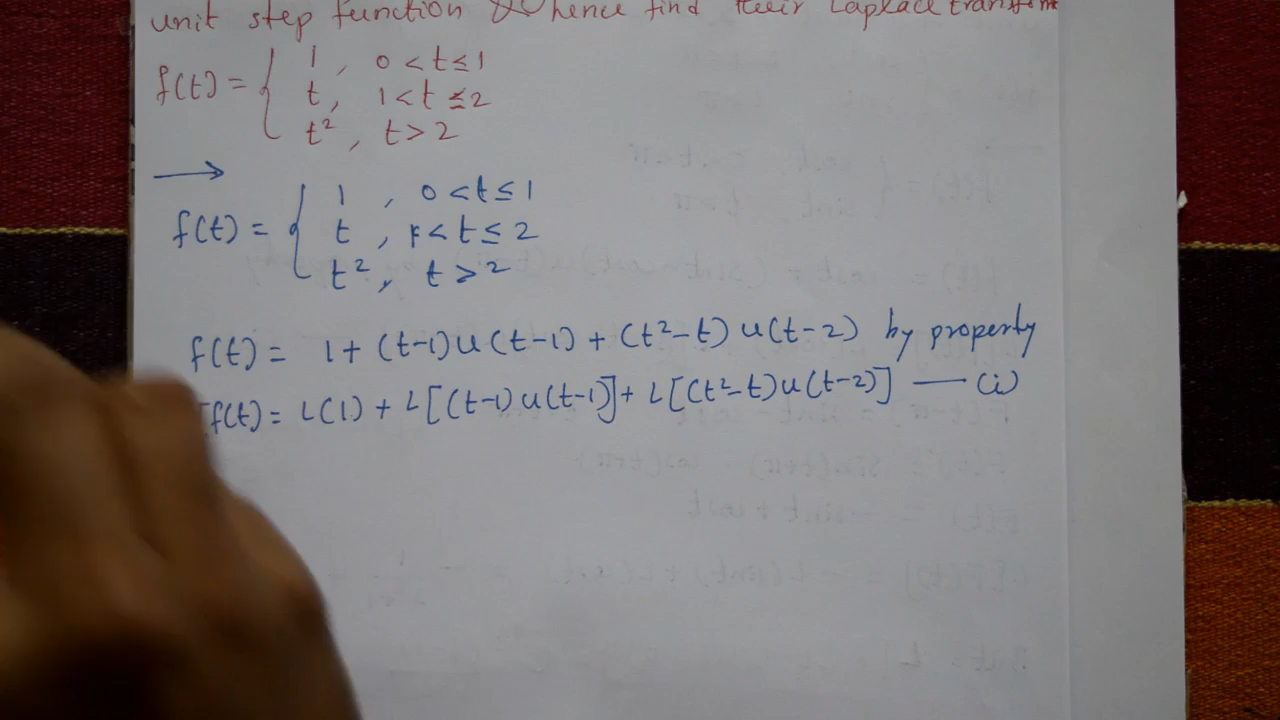 unit step function & hence find their Laplace transform
f(t) = { 1 , 0 < t ≤ 1
t , 1 < t ≤ 2
t² , t > 2
→
f(t) = { 1 , 0 < t ≤ 1
t , 1 < t ≤ 2
t² , t > 2
f(t) = 1 + (t-1)u(t-1) + (t²-t) u(t-2) by property
[f(t) = L(1) + L[(t-1)u(t-1)] + L[(t²-t)u(t-2)] — (i)